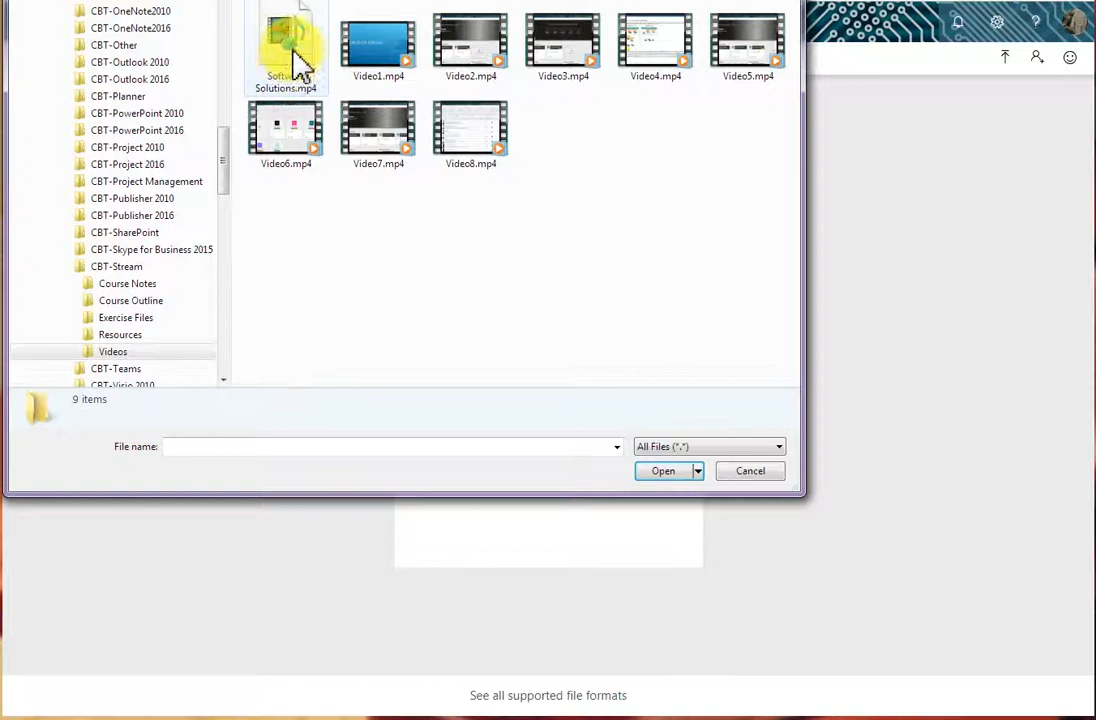 CBT-OneNote2010
CBT-OneNote2016
CBT-Other
CBT-Outlook 2010
CBT-Outlook 2016
CBT-Planner
CBT-PowerPoint 2010
CBT-PowerPoint 2016
CBT-Project 2010
CBT-Project 2016
CBT-Project Management
CBT-Publisher 2010
CBT-Publisher 2016
CBT-SharePoint
CBT-Skype for Business 2015
CBT-Stream
Course Notes
Course Outline
Exercise Files
Resources
Videos
CBT-Teams
CBT-Visio 2010
Solutions.mp4
Video1.mp4
Video2.mp4
Video3.mp4
Video4.mp4
Video5.mp4
Video6.mp4
Video7.mp4
Video8.mp4
9 items
File name:
All Files (*.*)
Open
Cancel
See all supported file formats